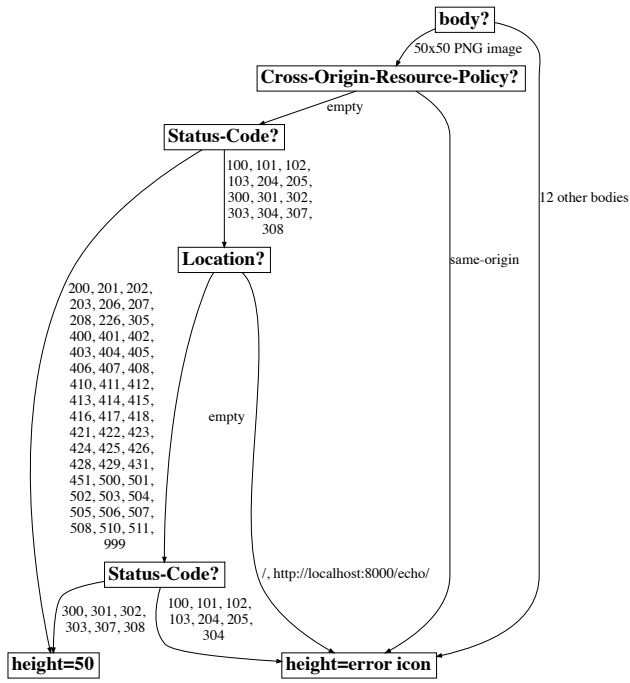 body?
50x50 PNG image
Cross-Origin-Resource-Policy?
empty
Status-Code?
100, 101, 102,
103, 204, 205,
300, 301, 302,
303, 304, 307,
308
12 other bodies
Location?
same-origin
200, 201, 202,
203, 206, 207,
208, 226, 305,
400, 401, 402,
403, 404, 405,
406, 407, 408,
410, 411, 412,
413, 414, 415,
416, 417, 418,
421, 422, 423,
424, 425, 426,
428, 429, 431,
451, 500, 501,
502, 503, 504,
505, 506, 507,
508, 510, 511,
999
empty
/, http://localhost:8000/echo/
Status-Code?
300, 301, 302,
303, 307, 308
100, 101, 102,
103, 204, 205,
304
height=50
height=error icon